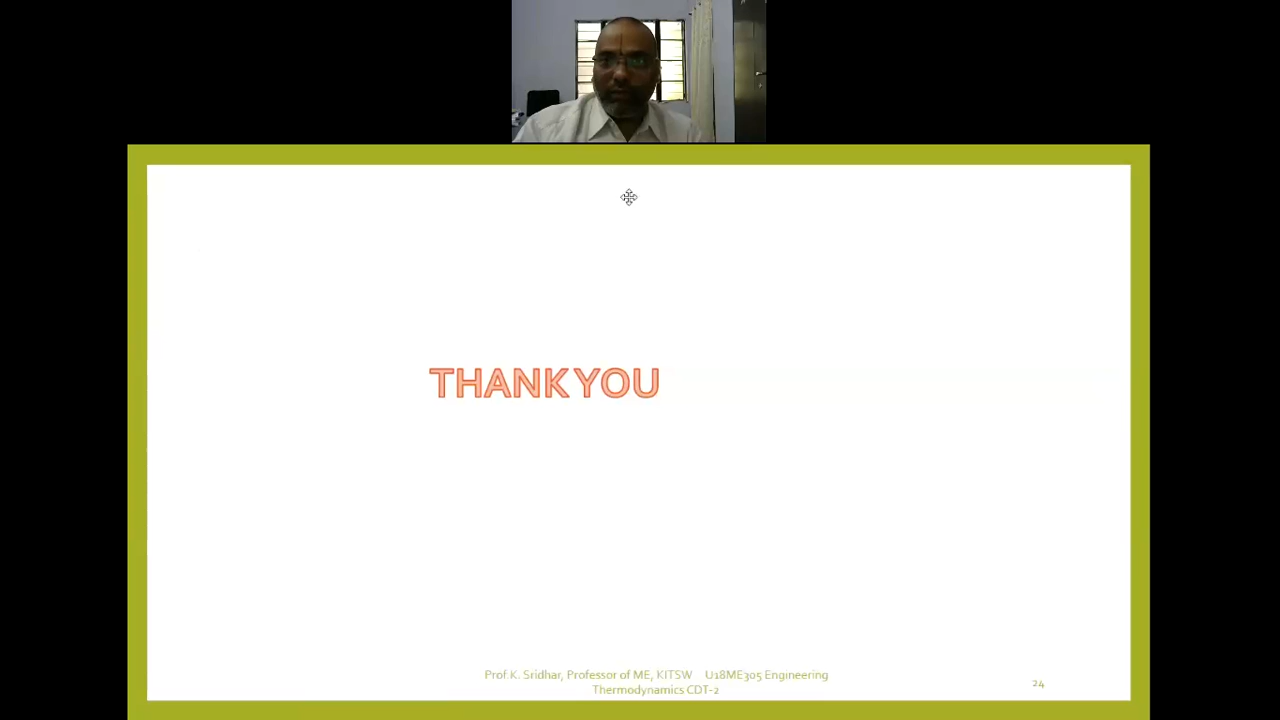 THANK YOU
Prof.K. Sridhar, Professor of ME, KITSW U18ME305 Engineering
Thermodynamics CDT-2
24